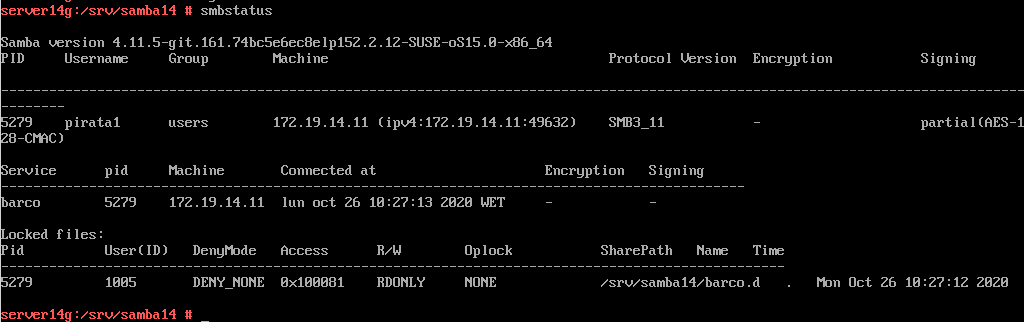 server14g:/srv/samba14 # smbstatus
Samba version 4.11.5-git.161.74bc5e6ec8elp152.2.12-SUSE-oS15.0-x86_64
PID     Username     Group        Machine                                   Protocol Version  Encryption           Signing
--------------------------------------------------------------------------------------------------------------------------------
--------
5279    pirata1      users        172.19.14.11 (ipv4:172.19.14.11:49632)    SMB3_11           -                    partial(AES-1
28-CMAC)
Service      pid     Machine       Connected at                     Encryption   Signing
---------------------------------------------------------------------------------------------
barco        5279    172.19.14.11  lun oct 26 10:27:13 2020 WET     -            -
Locked files:
Pid          User(ID)   DenyMode   Access      R/W        Oplock           SharePath   Name   Time
--------------------------------------------------------------------------------------------------
5279         1005       DENY_NONE  0x100081    RDONLY     NONE             /srv/samba14/barco.d   .   Mon Oct 26 10:27:12 2020
server14g:/srv/samba14 # _